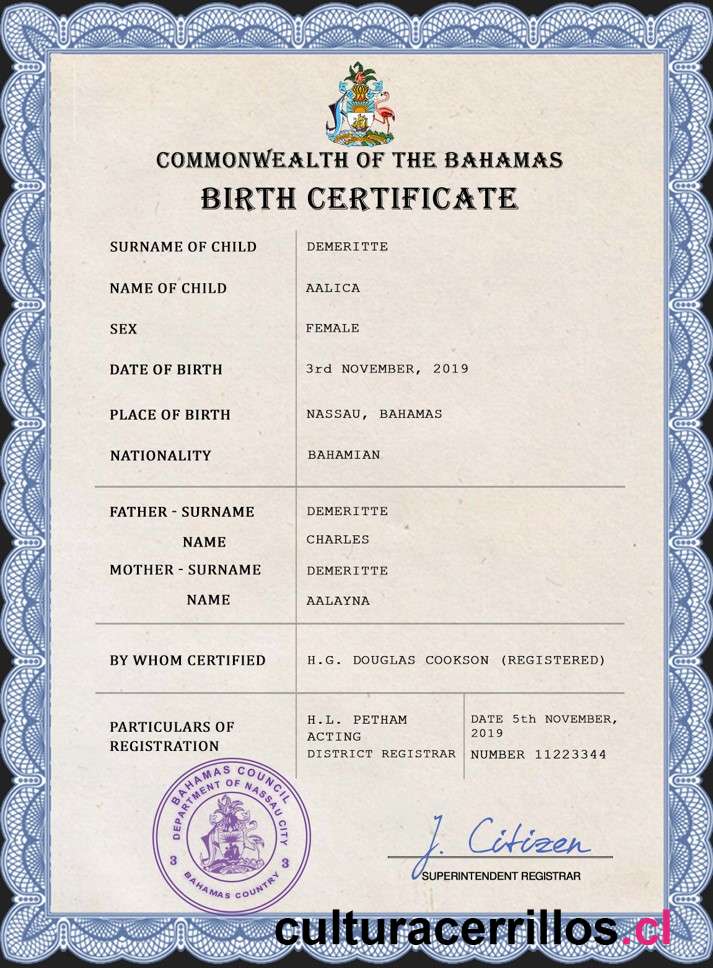 COMMONWEALTH OF THE BAHAMAS
BIRTH CERTIFICATE
SURNAME OF CHILD DEMERITTE
NAME OF CHILD AALICA
SEX FEMALE
DATE OF BIRTH 3rd NOVEMBER, 2019
PLACE OF BIRTH NASSAU, BAHAMAS
NATIONALITY BAHAMIAN
FATHER - SURNAME DEMERITTE
NAME CHARLES
MOTHER - SURNAME DEMERITTE
NAME AALAYNA
BY WHOM CERTIFIED H.G. DOUGLAS COOKSON (REGISTERED)
PARTICULARS OF
REGISTRATION
H.L. PETHAM
ACTING
DISTRICT REGISTRAR
DATE 5th NOVEMBER,
2019
NUMBER 11223344
BAHAMAS COUNCIL
DEPARTMENT OF NASSAU CITY
3 3
BAHAMAS COUNTRY
J. Citizen
SUPERINTENDENT REGISTRAR
culturacerrillos.cl